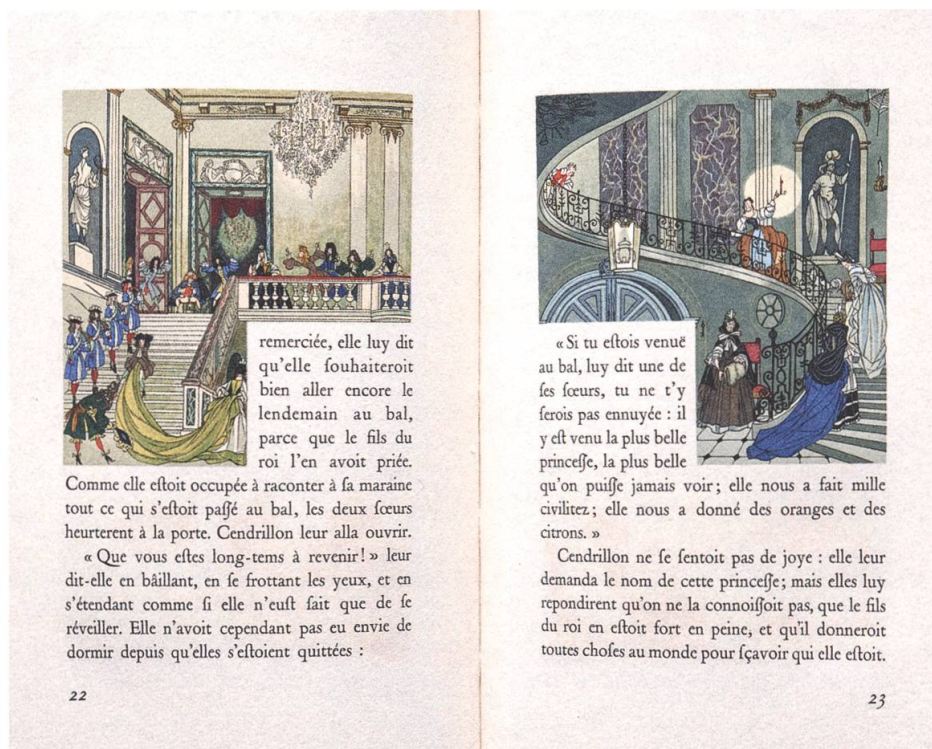 remerciée, elle luy dit
qu'elle ſouhaiteroit
bien aller encore le
lendemain au bal,
parce que le fils du
roi l'en avoit priée.
Comme elle eſtoit occupée à raconter à ſa maraine
tout ce qui s'eſtoit paſſé au bal, les deux ſœurs
heurterent à la porte. Cendrillon leur alla ouvrir.
« Que vous eſtes long-tems à revenir! » leur
dit-elle en bâillant, en ſe frottant les yeux, et en
s'étendant comme ſi elle n'euſt fait que de ſe
réveiller. Elle n'avoit cependant pas eu envie de
dormir depuis qu'elles s'eſtoient quittées :
22
« Si tu eſtois venuë
au bal, luy dit une de
ſes ſœurs, tu ne t'y
ſerois pas ennuyée : il
y eſt venu la plus belle
princeſſe, la plus belle
qu'on puiſſe jamais voir; elle nous a fait mille
civilitez; elle nous a donné des oranges et des
citrons. »
Cendrillon ne ſe ſentoit pas de joye : elle leur
demanda le nom de cette princeſſe; mais elles luy
repondirent qu'on ne la connoiſſoit pas, que le fils
du roi en eſtoit fort en peine, et qu'il donneroit
toutes choſes au monde pour ſçavoir qui elle eſtoit.
23